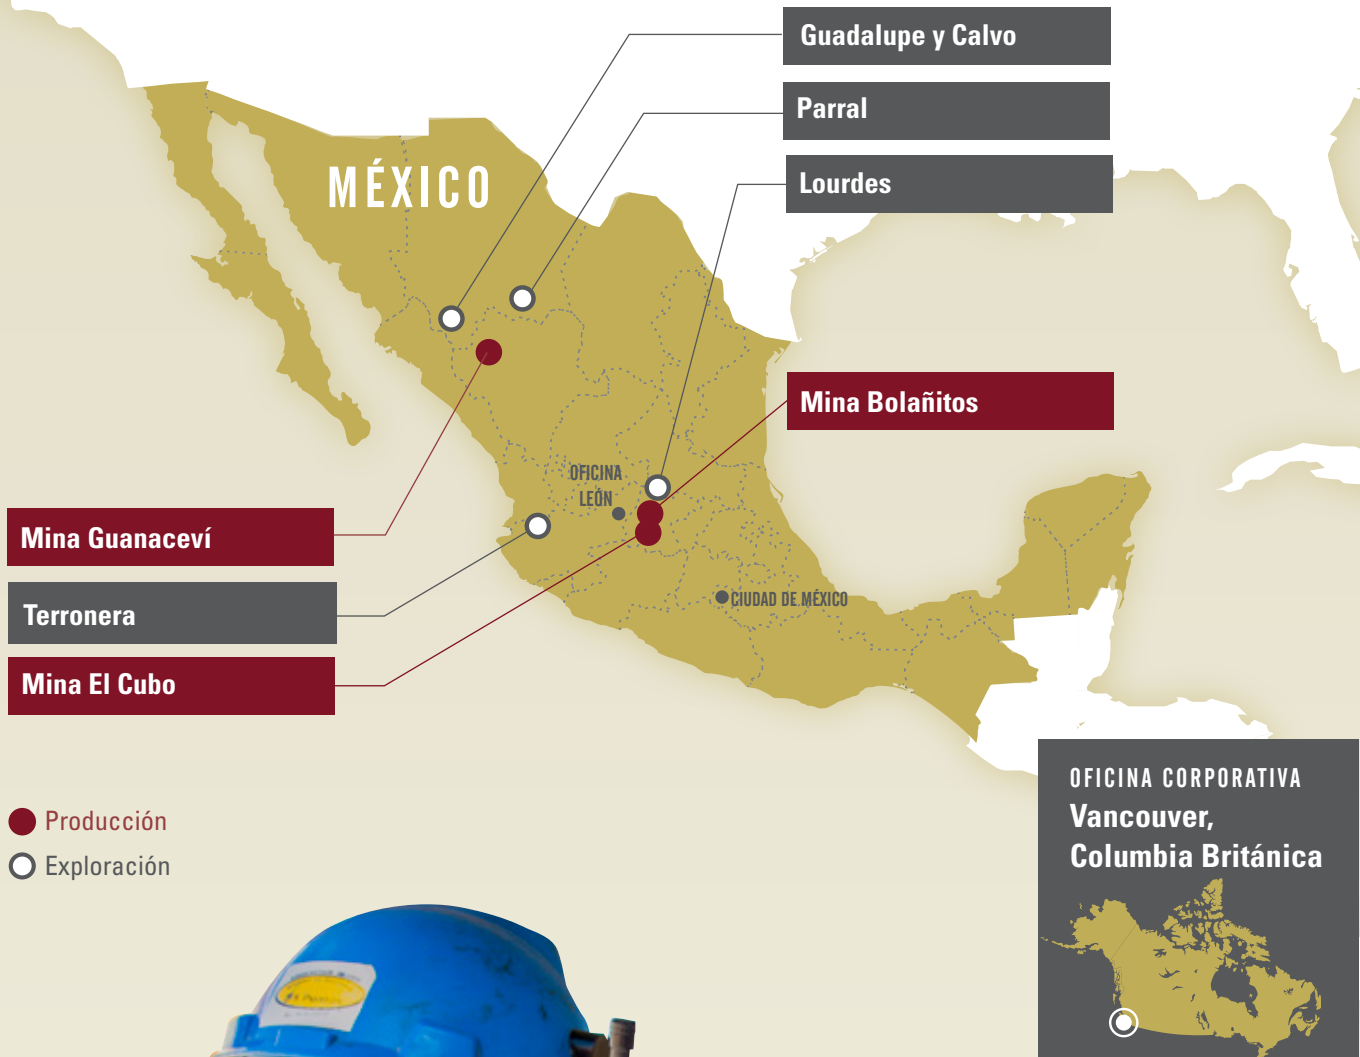 Guadalupe y Calvo
Parral
Lourdes
MÉXICO
Mina Bolañitos
OFICINA
LEÓN
Mina Guanaceví
Terronera
CIUDAD DE MÉXICO
Mina El Cubo
Producción
Exploración
OFICINA CORPORATIVA
Vancouver,
Columbia Británica